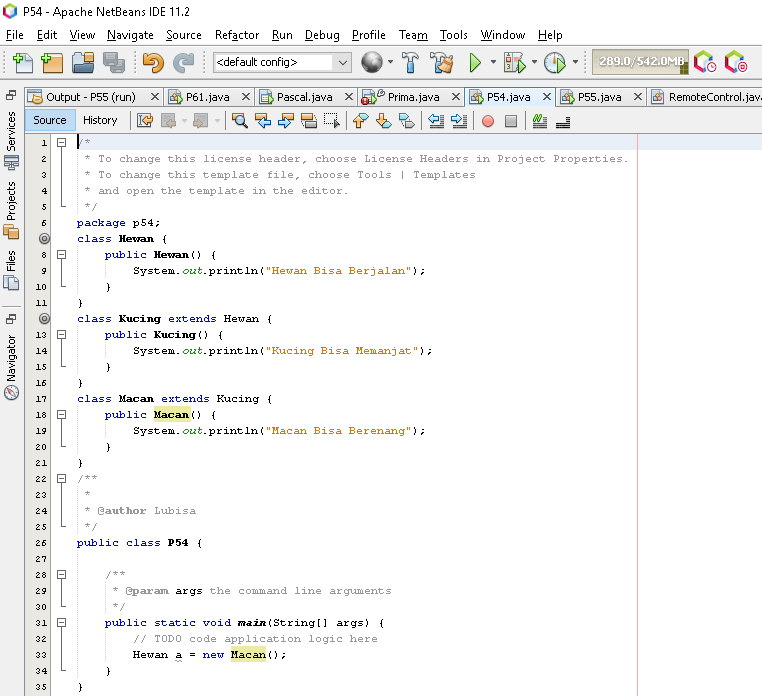 P54 - Apache NetBeans IDE 11.2
File Edit View Navigate Source Refactor Run Debug Profile Team Tools Window Help
<default config> 289.0/542.0MB
Output - P55 (run) P61.java Pascal.java Prima.java P54.java P55.java RemoteControl.jav
Source History
Services
Projects
Files
Navigator
1 /*
2 * To change this license header, choose License Headers in Project Properties.
3 * To change this template file, choose Tools | Templates
4 * and open the template in the editor.
5 */
6 package p54;
class Hewan {
8 public Hewan() {
9 System.out.println("Hewan Bisa Berjalan");
10 }
11 }
class Kucing extends Hewan {
13 public Kucing() {
14 System.out.println("Kucing Bisa Memanjat");
15 }
16 }
17 class Macan extends Kucing {
18 public Macan() {
19 System.out.println("Macan Bisa Berenang");
20 }
21 }
22 /**
23 *
24 * @author Lubisa
25 */
26 public class P54 {
27
28 /**
29 * @param args the command line arguments
30 */
31 public static void main(String[] args) {
32 // TODO code application logic here
33 Hewan a = new Macan();
34 }
35 }